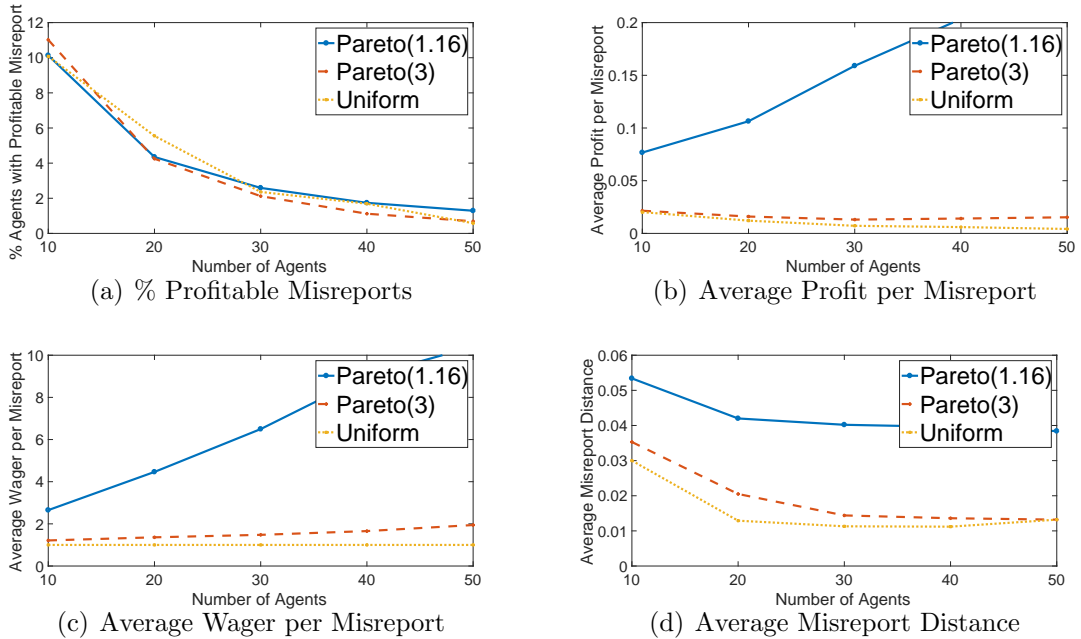 12
10
8
6
4
2
0
10
20
30
40
50
% Agents with Profitable Misreport
Number of Agents
Pareto(1.16)
Pareto(3)
Uniform
(a) % Profitable Misreports
0.2
0.15
0.1
0.05
0
10
20
30
40
50
Average Profit per Misreport
Number of Agents
Pareto(1.16)
Pareto(3)
Uniform
(b) Average Profit per Misreport
10
8
6
4
2
0
10
20
30
40
50
Average Wager per Misreport
Number of Agents
Pareto(1.16)
Pareto(3)
Uniform
(c) Average Wager per Misreport
0.06
0.05
0.04
0.03
0.02
0.01
0
10
20
30
40
50
Average Misreport Distance
Number of Agents
Pareto(1.16)
Pareto(3)
Uniform
(d) Average Misreport Distance